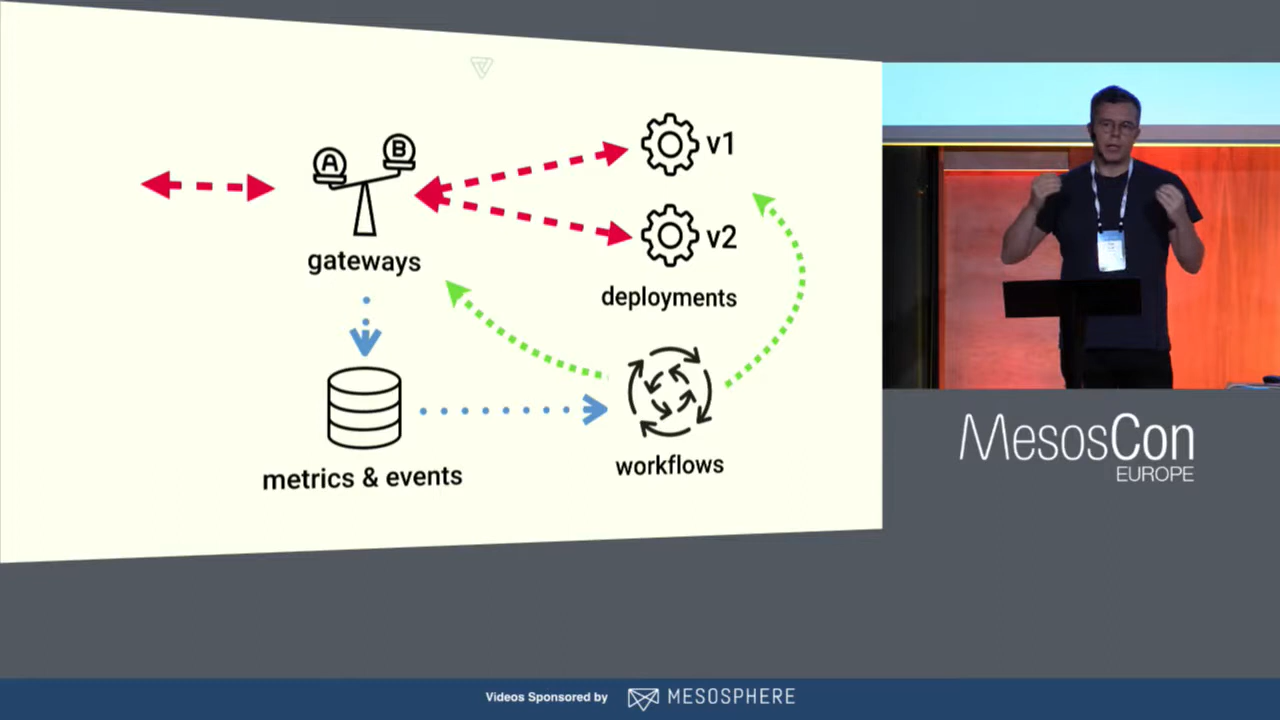 A
B
v1
gateways
v2
deployments
metrics & events
workflows
MesosCon
EUROPE
Videos Sponsored by
MESOSPHERE